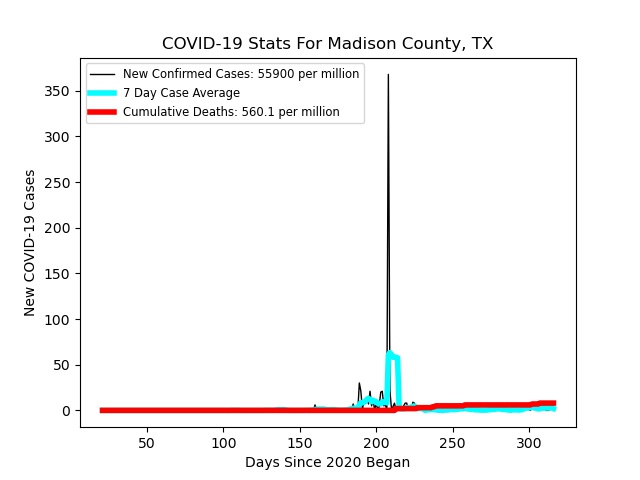 COVID-19 Stats For Madison County, TX
New Confirmed Cases: 55900 per million
7 Day Case Average
Cumulative Deaths: 560.1 per million
New COVID-19 Cases
350
300
250
200
150
100
50
0
50 100 150 200 250 300
Days Since 2020 Began